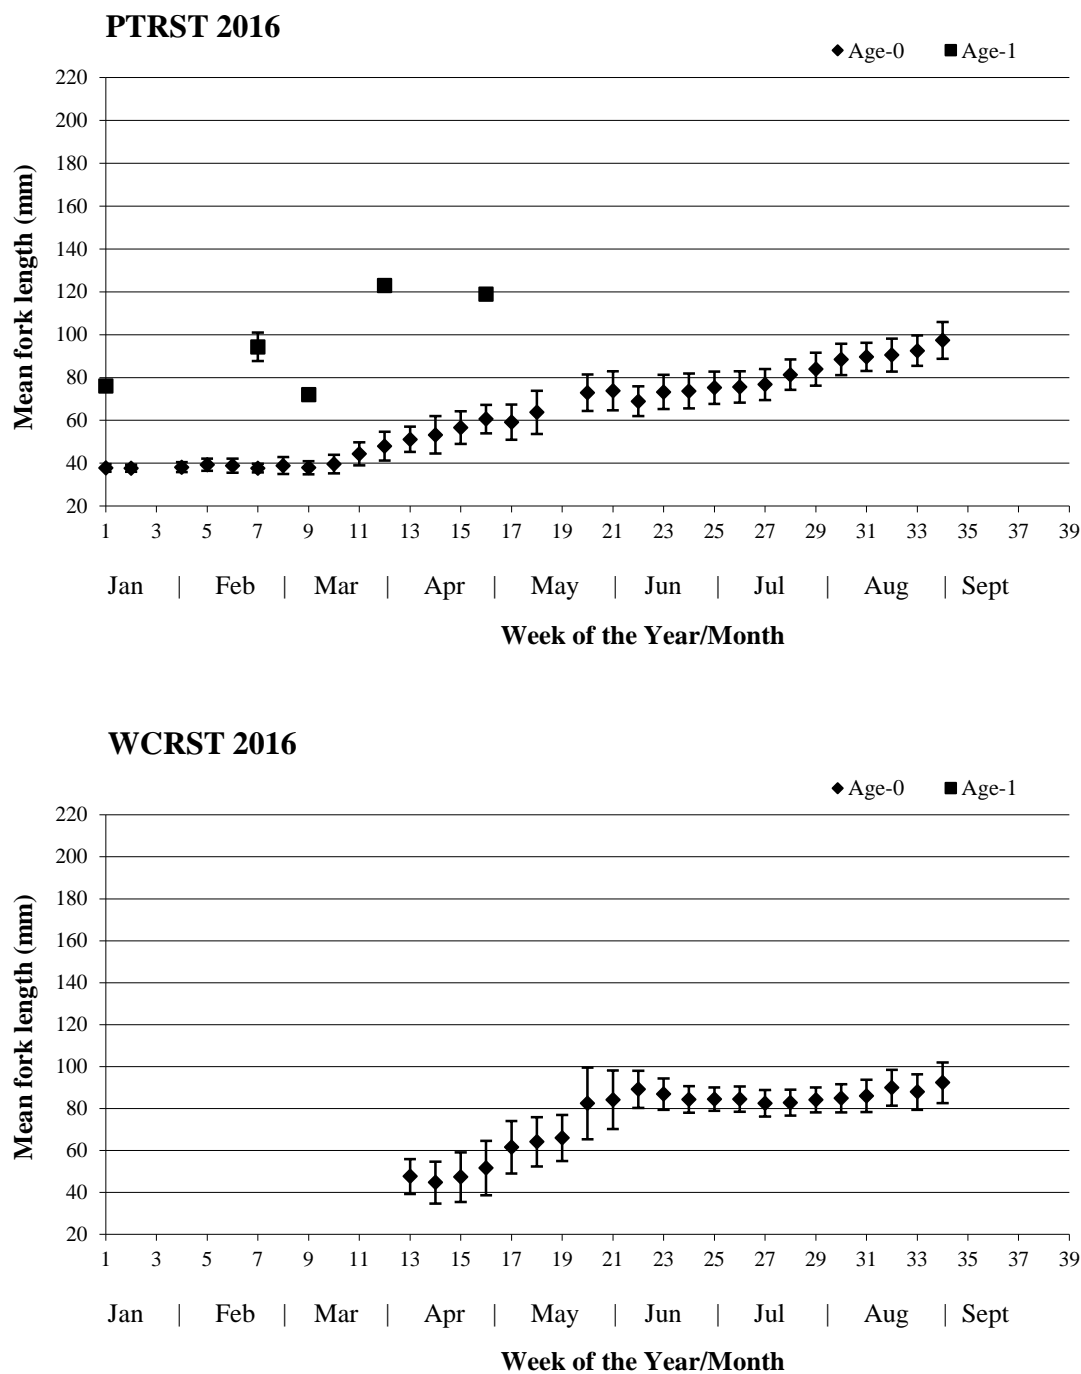 PTRST 2016
Age-0 Age-1
220
200
180
160
140
120
100
80
60
40
20
Mean fork length (mm)
1 3 5 7 9 11 13 15 17 19 21 23 25 27 29 31 33 35 37 39
Jan | Feb | Mar | Apr | May | Jun | Jul | Aug | Sept
Week of the Year/Month
WCRST 2016
Age-0 Age-1
220
200
180
160
140
120
100
80
60
40
20
Mean fork length (mm)
1 3 5 7 9 11 13 15 17 19 21 23 25 27 29 31 33 35 37 39
Jan | Feb | Mar | Apr | May | Jun | Jul | Aug | Sept
Week of the Year/Month